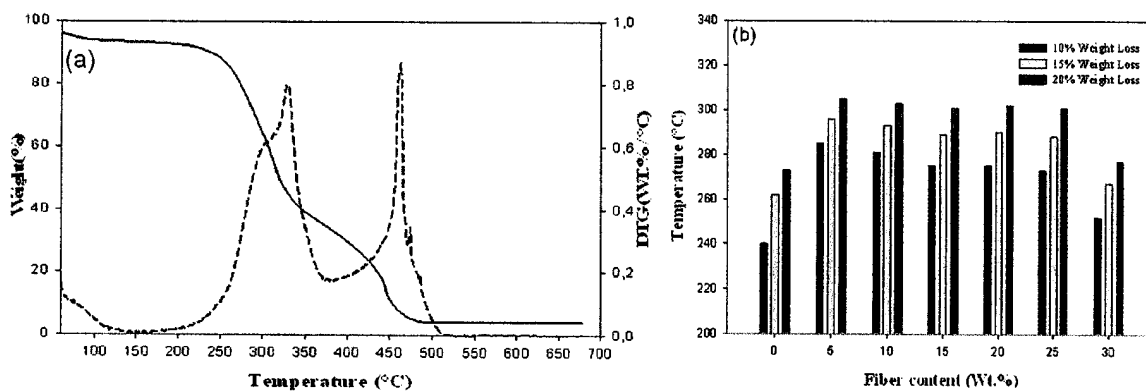 (a)
100
80
60
40
20
0
Weight(%)
1,0
0,8
0,6
0,4
0,2
0,0
DTG(Wt.%/°C)
100 150 200 250 300 350 400 450 500 550 600 650 700
Temperature (°C)
(b)
10% Weight Loss
15% Weight Loss
20% Weight Loss
340
320
300
280
260
240
220
200
Temperature (°C)
0 5 10 15 20 25 30
Fiber content (Wt.%)